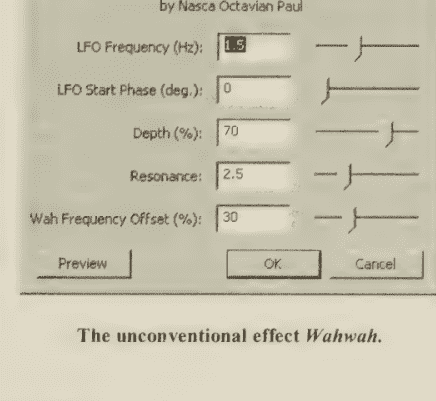 by Nasca Octavian Paul
LFO Frequency (Hz): 1.5
LFO Start Phase (deg.): 0
Depth (%): 70
Resonance: 2.5
Wah Frequency Offset (%): 30
Preview OK Cancel
The unconventional effect Wahwah.